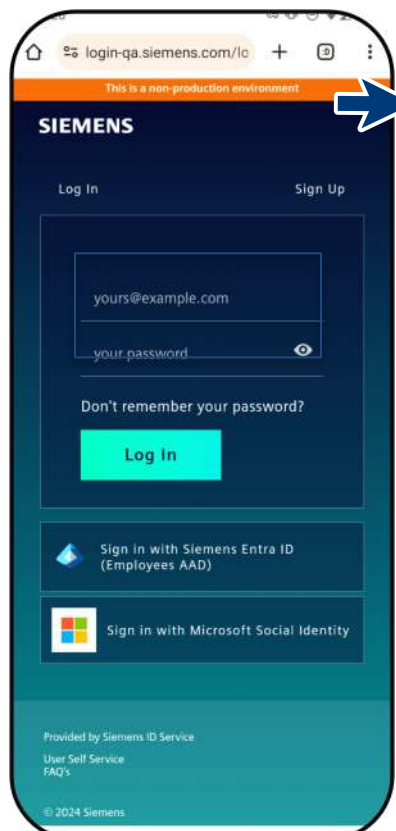 login-qa.siemens.com/lo
:D
This is a non-production environment
SIEMENS
Log In
Sign Up
yours@example.com
your password
Don't remember your password?
Log In
Sign in with Siemens Entra ID
(Employees AAD)
Sign in with Microsoft Social Identity
Provided by Siemens ID Service
User Self Service
FAQ's
© 2024 Siemens